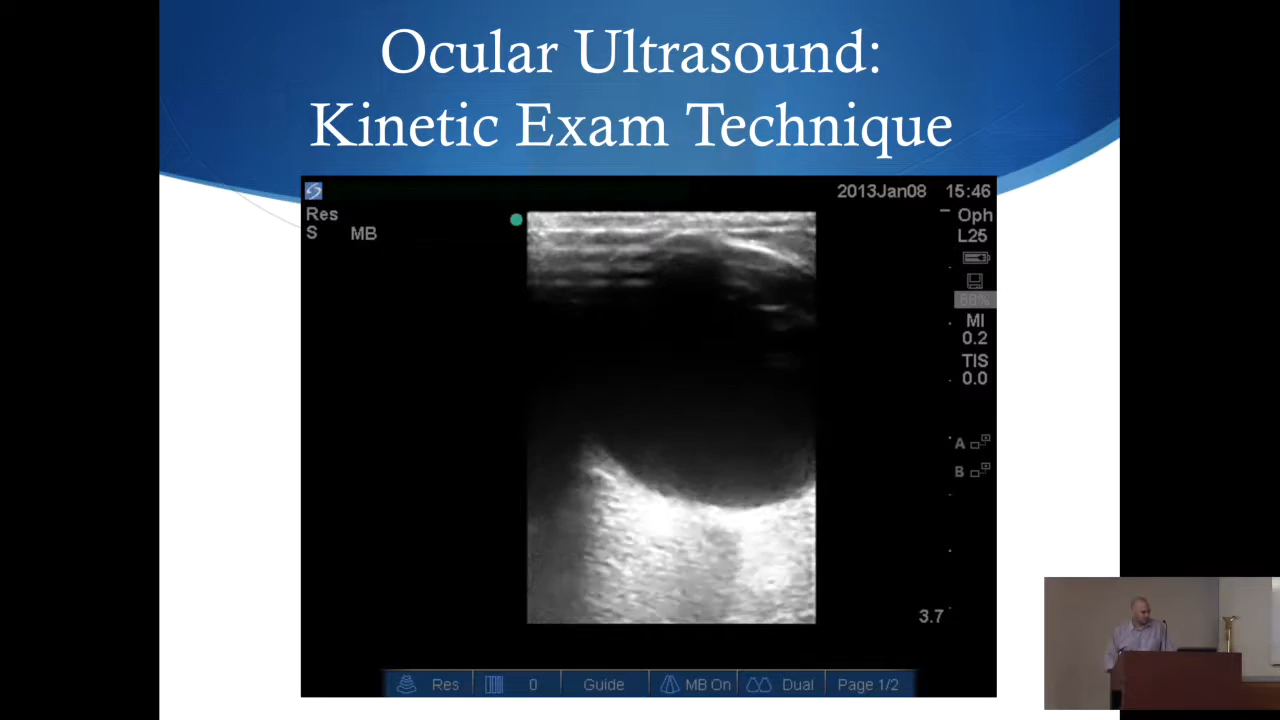 Ocular Ultrasound:
Kinetic Exam Technique
2013Jan08 15:46
Res
S MB
Oph
L25
68%
MI
0.2
TIS
0.0
A
B
3.7
Res 0 Guide MB On Dual Page 1/2